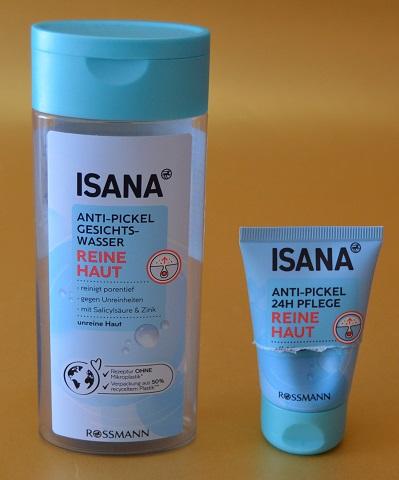 ISANA
ANTI-PICKEL
GESICHTS-
WASSER
REINE
HAUT
· reinigt porentief
· gegen Unreinheiten
· mit Salicylsäure & Zink
unreine Haut
✓ Rezeptur OHNE
Mikroplastik*
✓ Verpackung aus 50%
recyceltem Plastik**
ROSSMANN
ISANA
ANTI-PICKEL
24H PFLEGE
REINE
HAUT
ROSSMANN